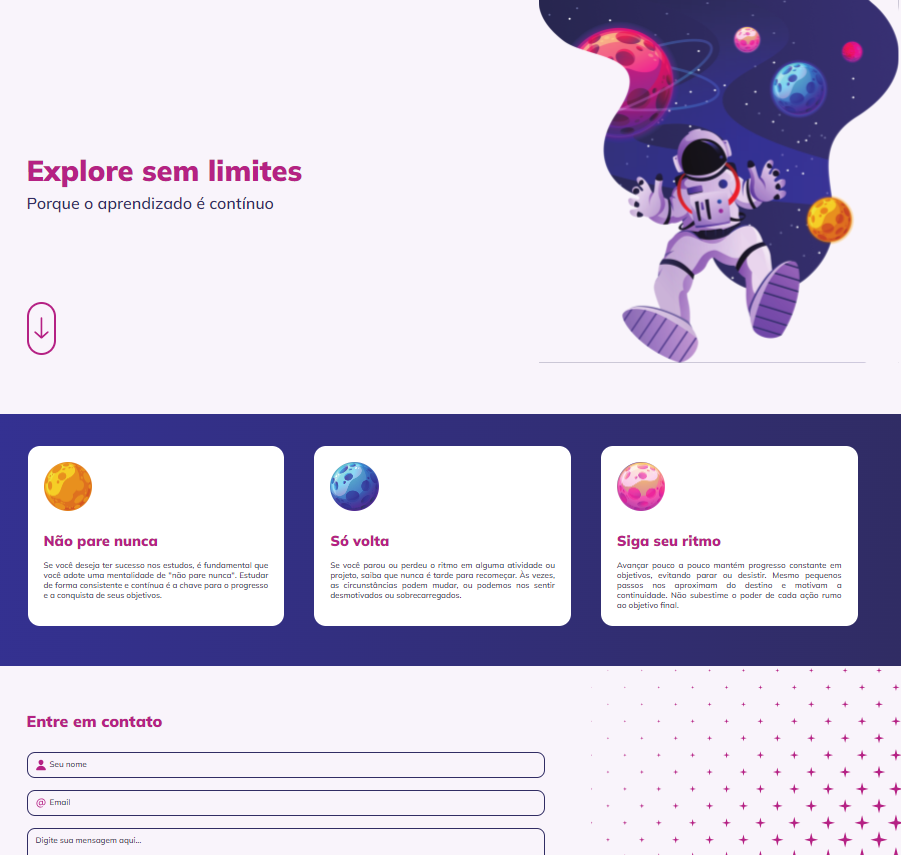 Explore sem limites
Porque o aprendizado é contínuo
Não pare nunca
Se você deseja ter sucesso nos estudos, é fundamental que
você adote uma mentalidade de "não pare nunca". Estudar
de forma consistente e contínua é a chave para o progresso
e a conquista de seus objetivos.
Só volta
Se você parou ou perdeu o ritmo em alguma atividade ou
projeto, saiba que nunca é tarde para recomeçar. Às vezes,
as circunstâncias podem mudar, ou podemos nos sentir
desmotivados ou sobrecarregados.
Siga seu ritmo
Avançar pouco a pouco mantém progresso constante em
objetivos, evitando parar ou desistir. Mesmo pequenos
passos nos aproximam do destino e motivam a
continuidade. Não subestime o poder de cada ação rumo
ao objetivo final.
Entre em contato
Seu nome
@ Email
Digite sua mensagem aqui...